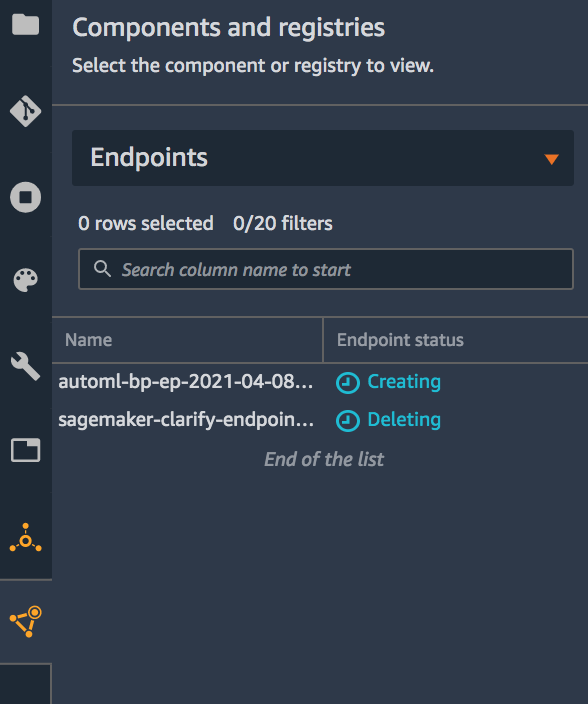 Components and registries
Select the component or registry to view.
Endpoints
0 rows selected 0/20 filters
Search column name to start
Name Endpoint status
automl-bp-ep-2021-04-08... Creating
sagemaker-clarify-endpoin... Deleting
End of the list